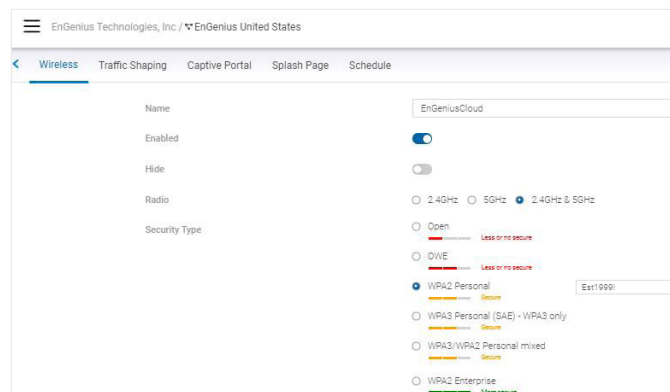 EnGenius Technologies, Inc / EnGenius United States
Wireless Traffic Shaping Captive Portal Splash Page Schedule
Name EnGeniusCloud
Enabled
Hide
Radio 2.4GHz 5GHz 2.4GHz & 5GHz
Security Type Open
Less or no secure
OWE
Less or no secure
WPA2 Personal Est1999!
Secure
WPA3 Personal (SAE) - WPA3 only
Secure
WPA3/WPA2 Personal mixed
Secure
WPA2 Enterprise
More secure